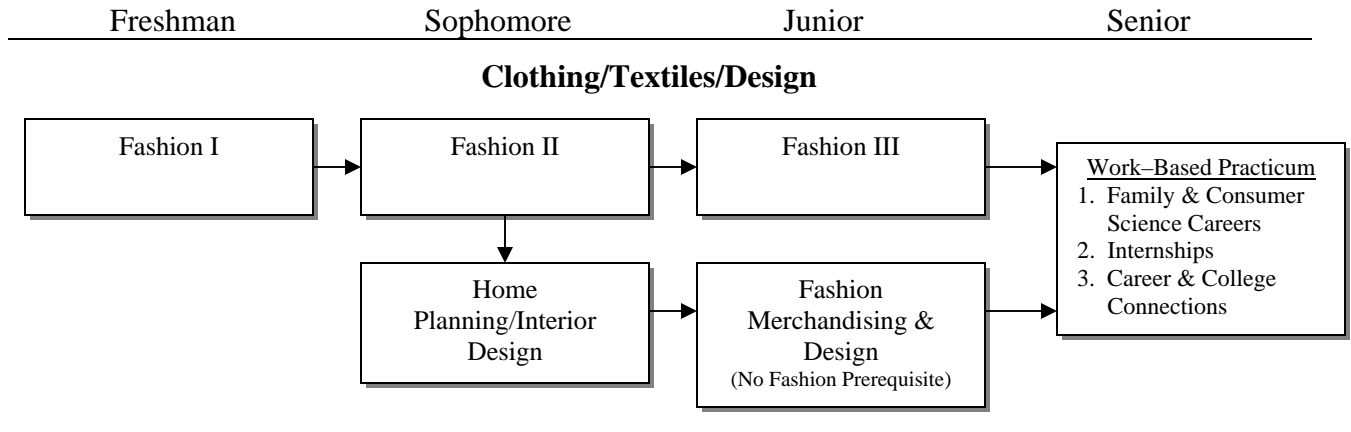 Freshman Sophomore Junior Senior
Clothing/Textiles/Design
Fashion I
Fashion II
Fashion III
Work–Based Practicum
1. Family & Consumer
Science Careers
2. Internships
3. Career & College
Connections
Home
Planning/Interior
Design
Fashion
Merchandising &
Design
(No Fashion Prerequisite)